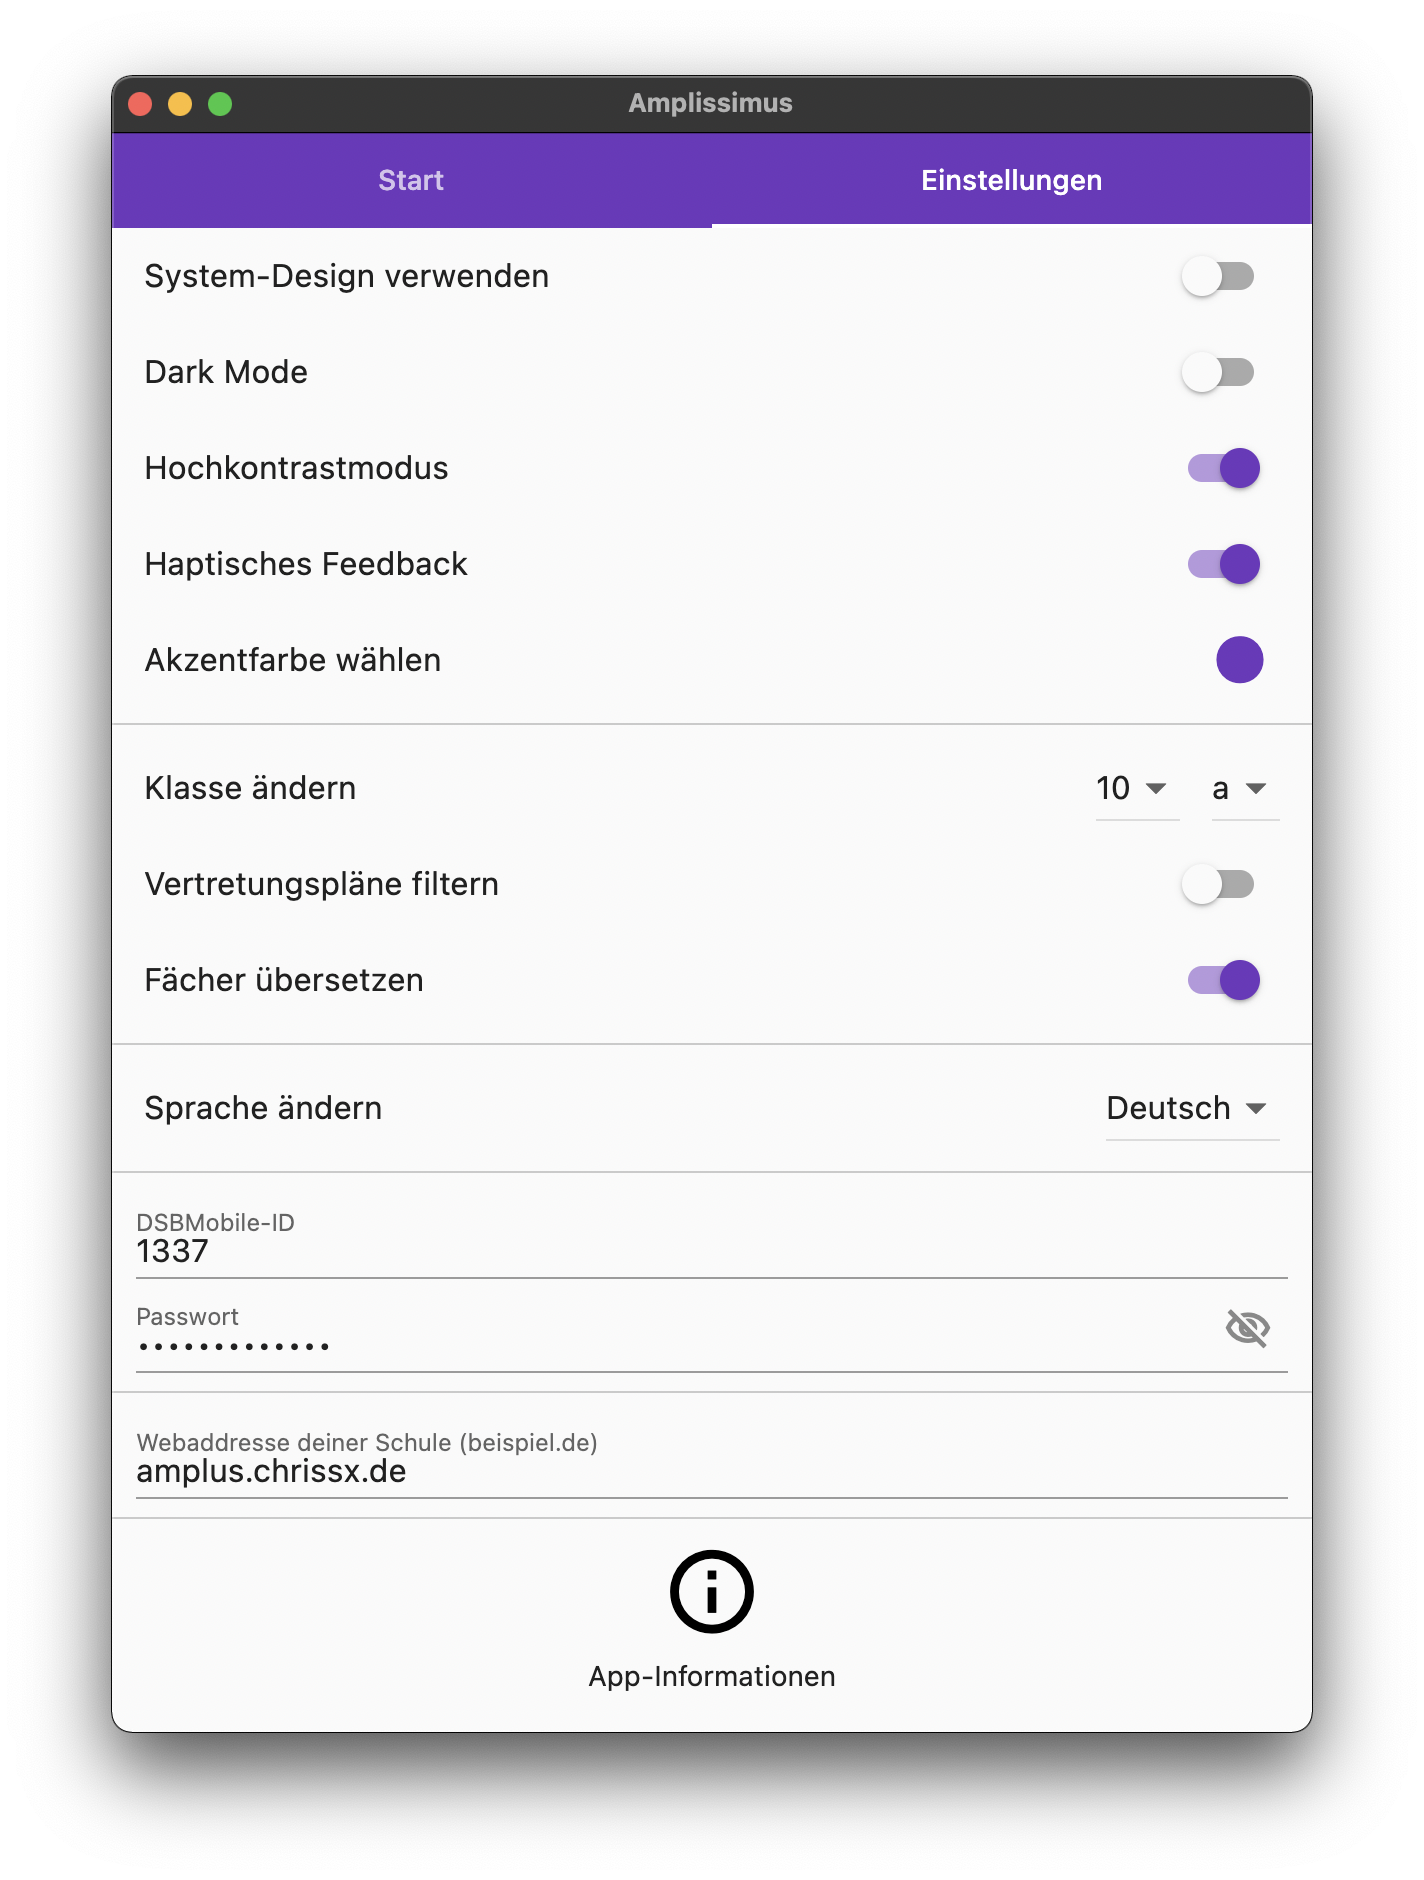 Amplissimus
Start Einstellungen
System-Design verwenden
Dark Mode
Hochkontrastmodus
Haptisches Feedback
Akzentfarbe wählen
Klasse ändern 10 a
Vertretungspläne filtern
Fächer übersetzen
Sprache ändern Deutsch
DSBMobile-ID
1337
Passwort
•••••••••••••
Webaddresse deiner Schule (beispiel.de)
amplus.chrissx.de
App-Informationen